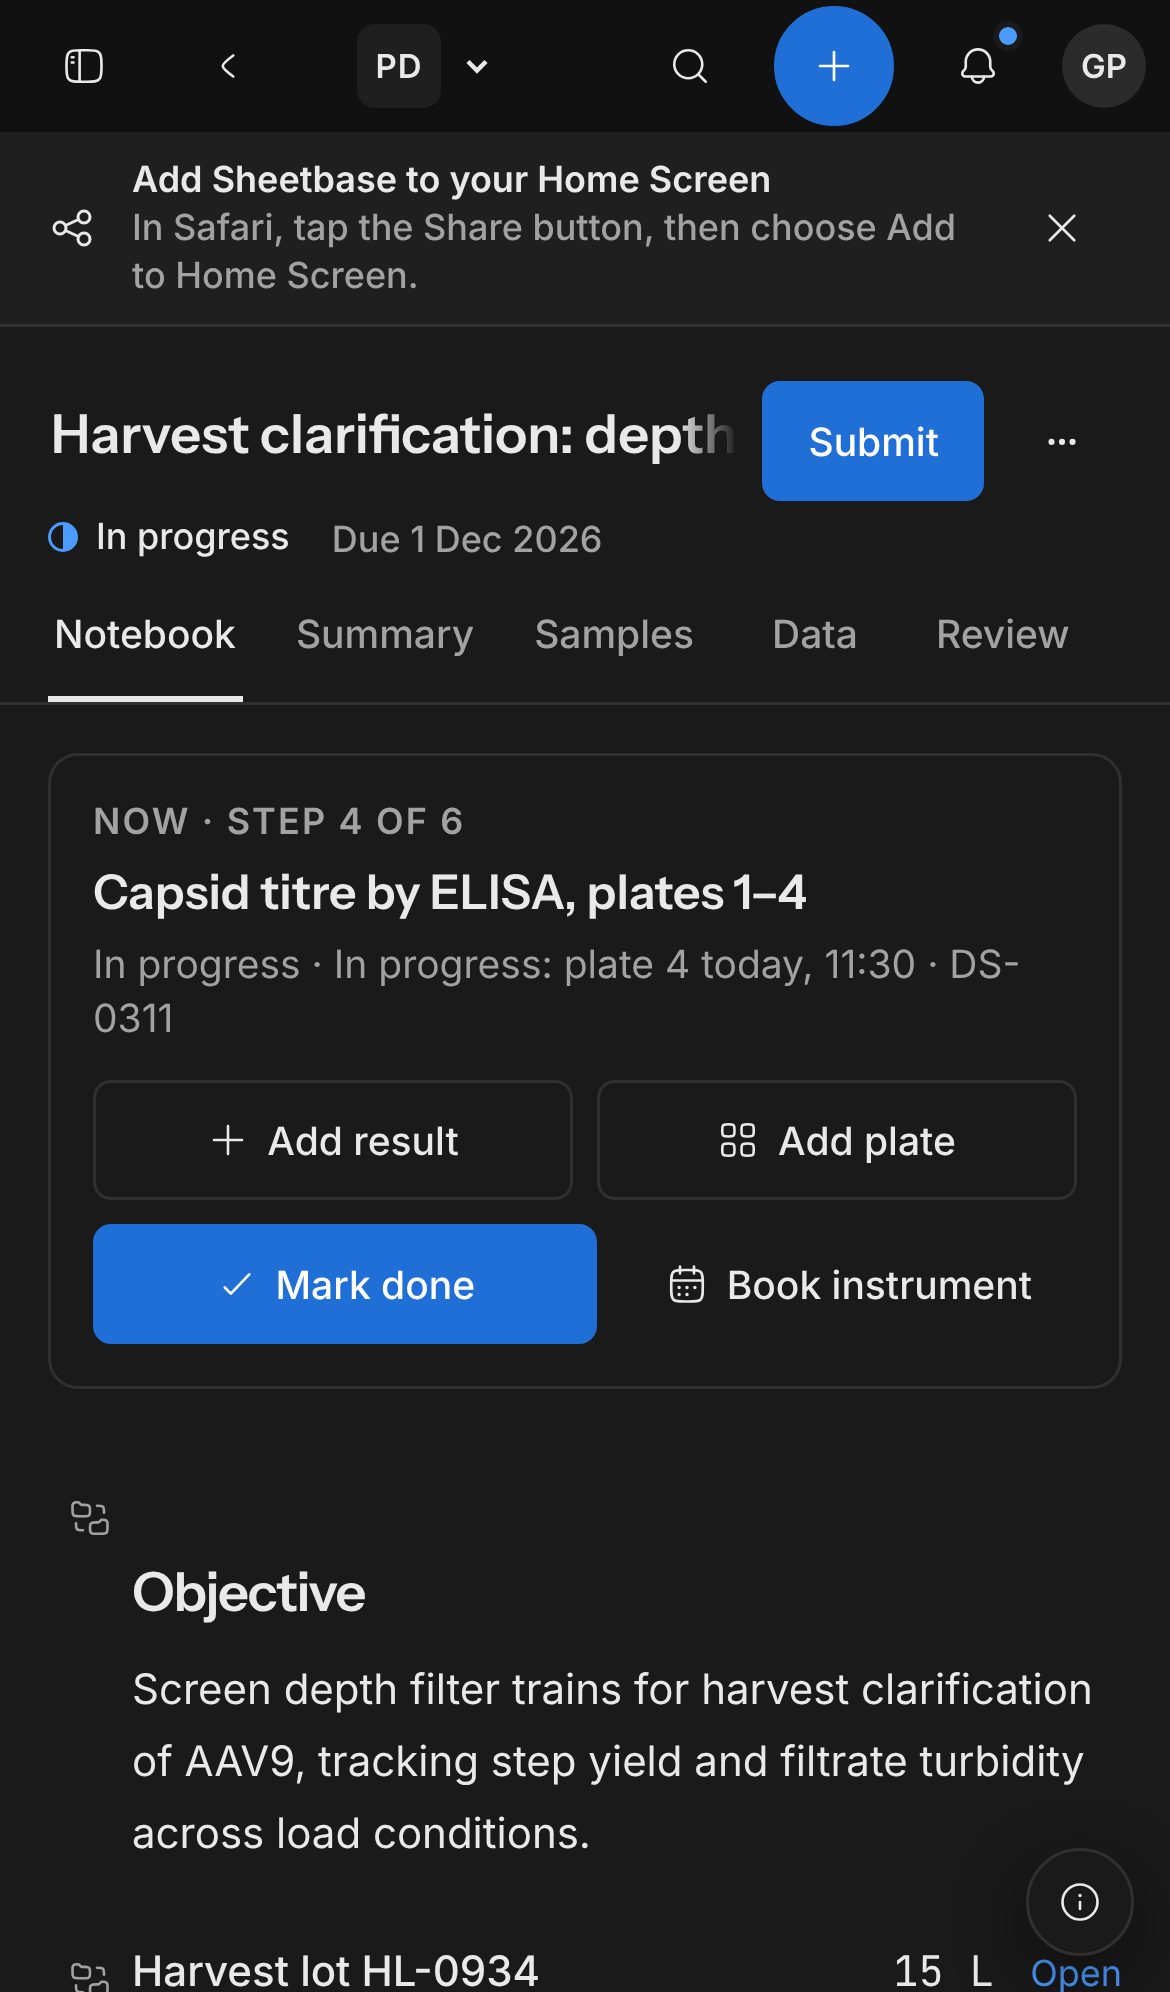 PD
GP
Add Sheetbase to your Home Screen
In Safari, tap the Share button, then choose Add
to Home Screen.
Harvest clarification: depth
Submit
In progress
Due 1 Dec 2026
Notebook
Summary
Samples
Data
Review
NOW · STEP 4 OF 6
Capsid titre by ELISA, plates 1–4
In progress · In progress: plate 4 today, 11:30 · DS-
0311
Add result
Add plate
Mark done
Book instrument
Objective
Screen depth filter trains for harvest clarification
of AAV9, tracking step yield and filtrate turbidity
across load conditions.
Harvest lot HL-0934
15 L
Open